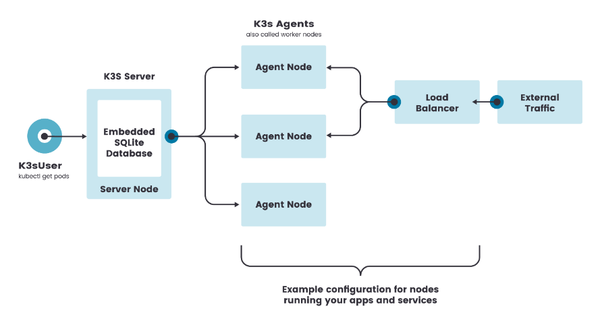 K3s Agents
also called worker nodes
K3S Server
Agent Node
Load
Balancer
External
Traffic
Embedded
SQLite
Database
Agent Node
K3sUser
kubectl get pods
Server Node
Agent Node
Example configuration for nodes
running your apps and services